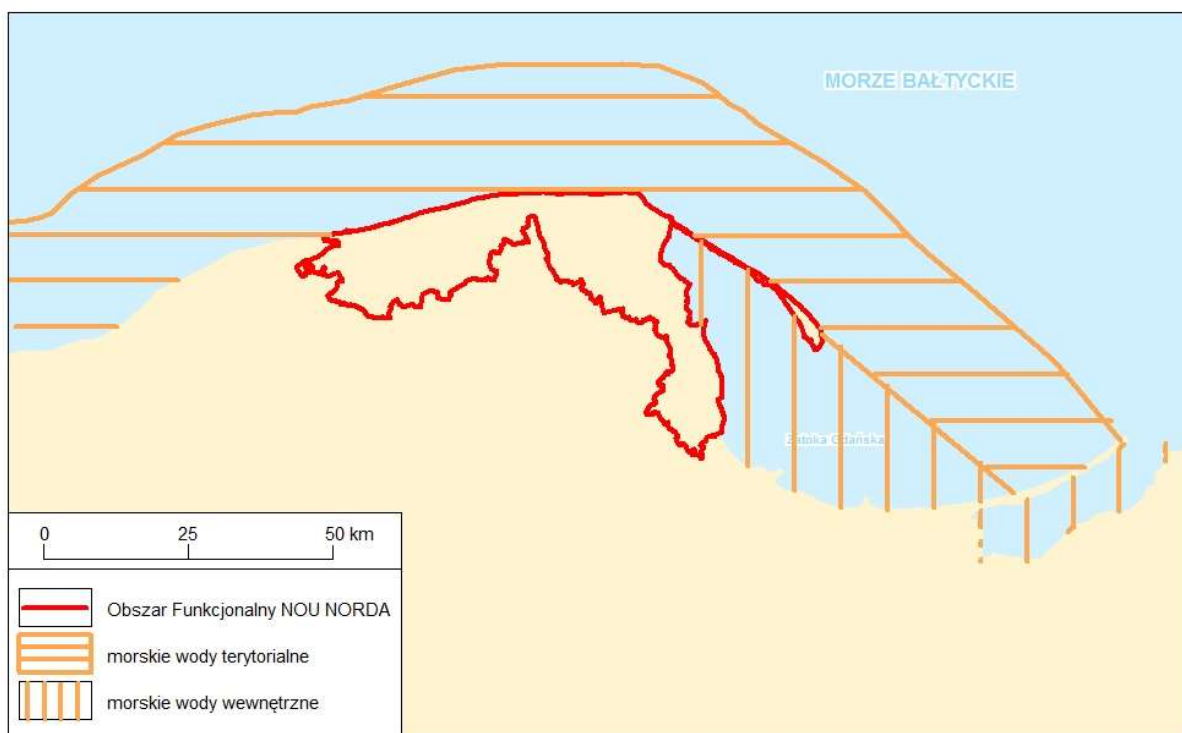 MORZE BAŁTYCKIE
Zatoka Gdańska
0 25 50 km
Obszar Funkcjonalny NOU NORDA
morskie wody terytorialne
morskie wody wewnętrzne